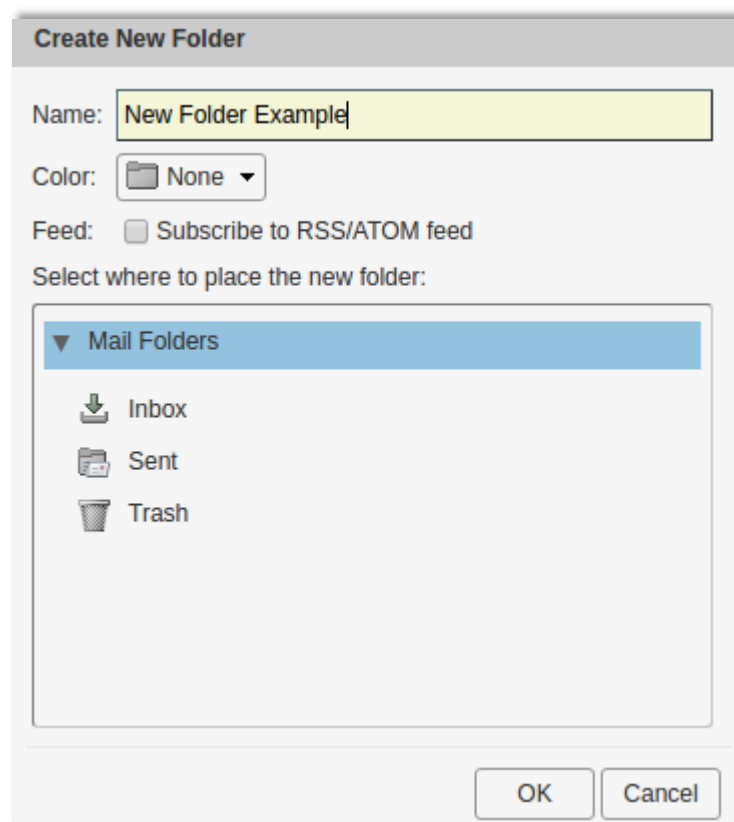 Create New Folder
Name: New Folder Example
Color: None
Feed: Subscribe to RSS/ATOM feed
Select where to place the new folder:
Mail Folders
Inbox
Sent
Trash
OK Cancel